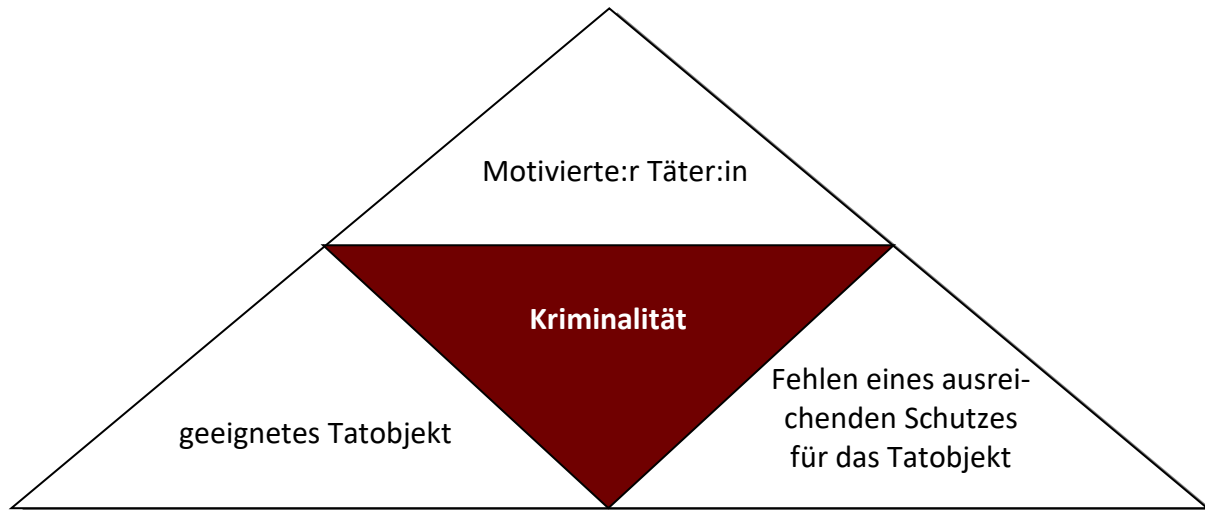 Motivierte:r Täter:in
Kriminalität
geeignetes Tatobjekt
Fehlen eines ausrei-
chenden Schutzes
für das Tatobjekt